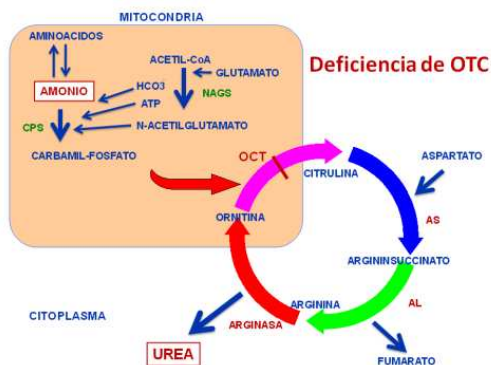 MITOCONDRIA
AMINOACIDOS
ACETIL-CoA
GLUTAMATO
Deficiencia de OTC
AMONIO
HCO3
NAGS
ATP
CPS
N-ACETILGLUTAMATO
CARBAMIL-FOSFATO
OCT
CITRULINA
ASPARTATO
ORNITINA
AS
ARGININSUCCINATO
CITOPLASMA
ARGININA
AL
ARGINASA
UREA
FUMARATO